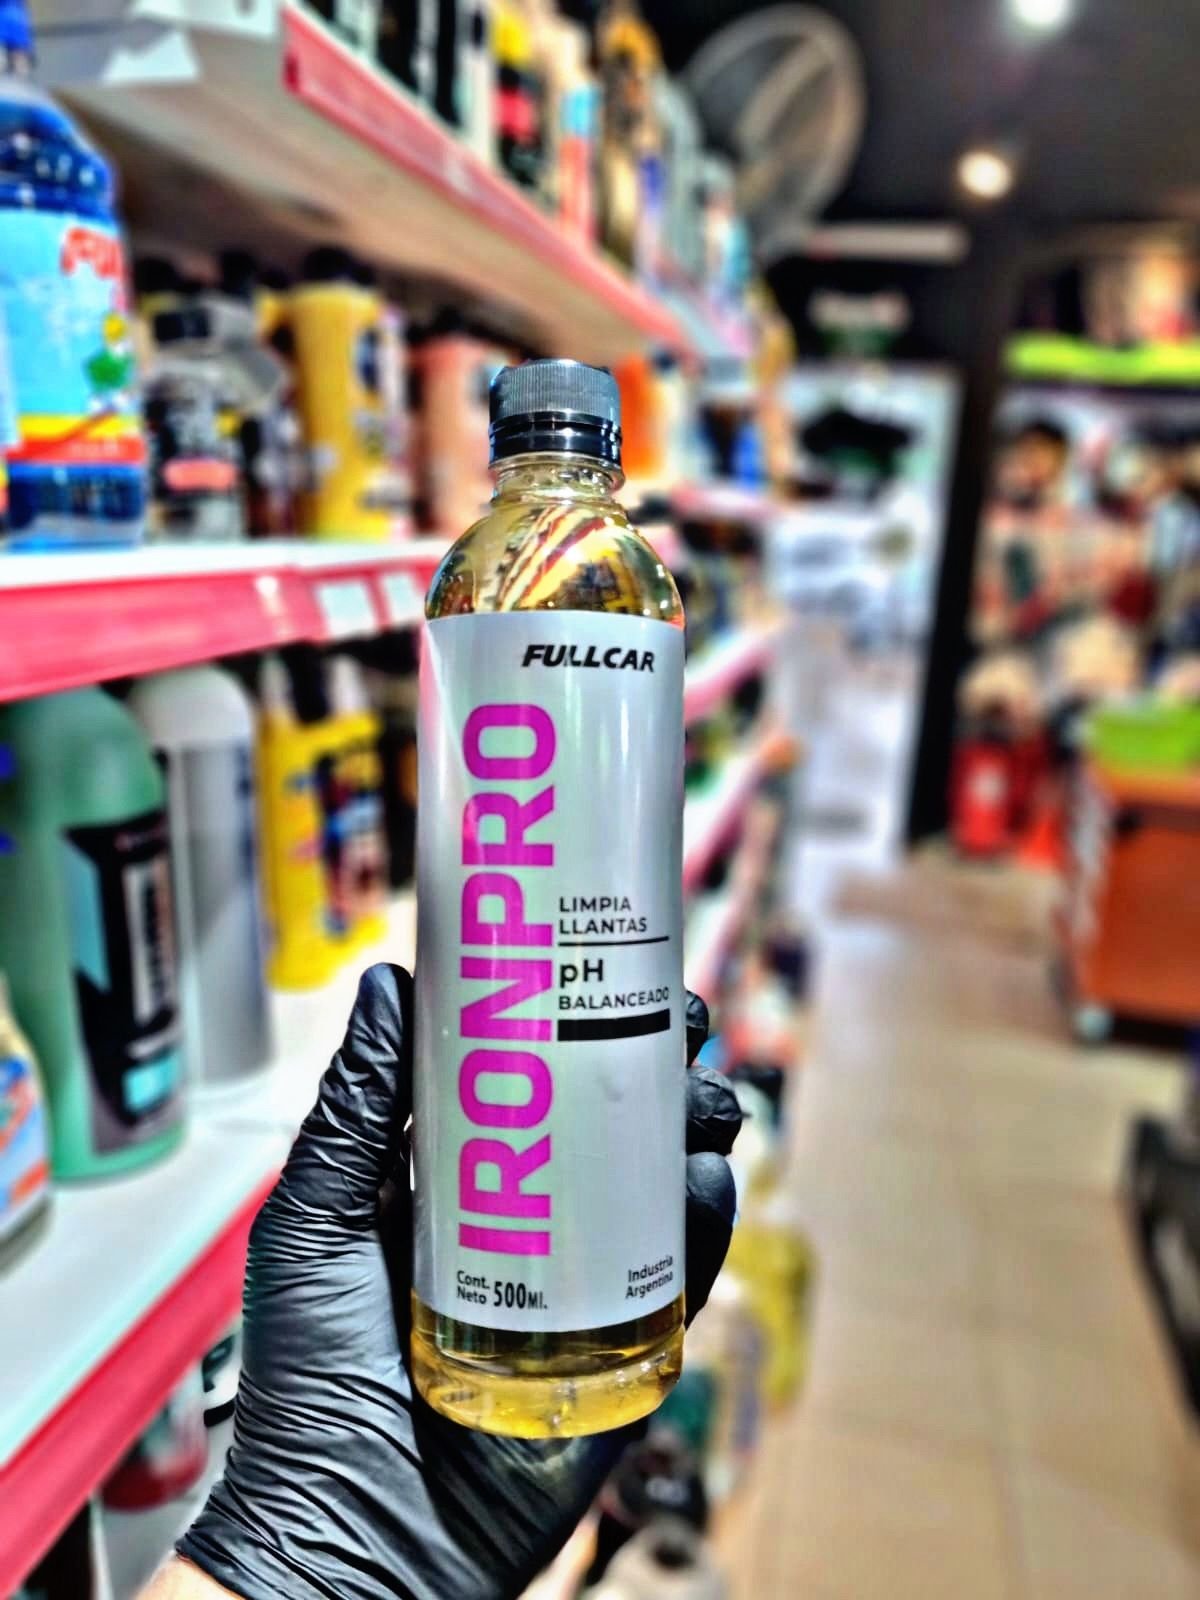 FULLCAR
IRONPRO
LIMPIA
LLANTAS
pH
BALANCEADO
Cont.
Neto 500Ml.
Industria
Argentina